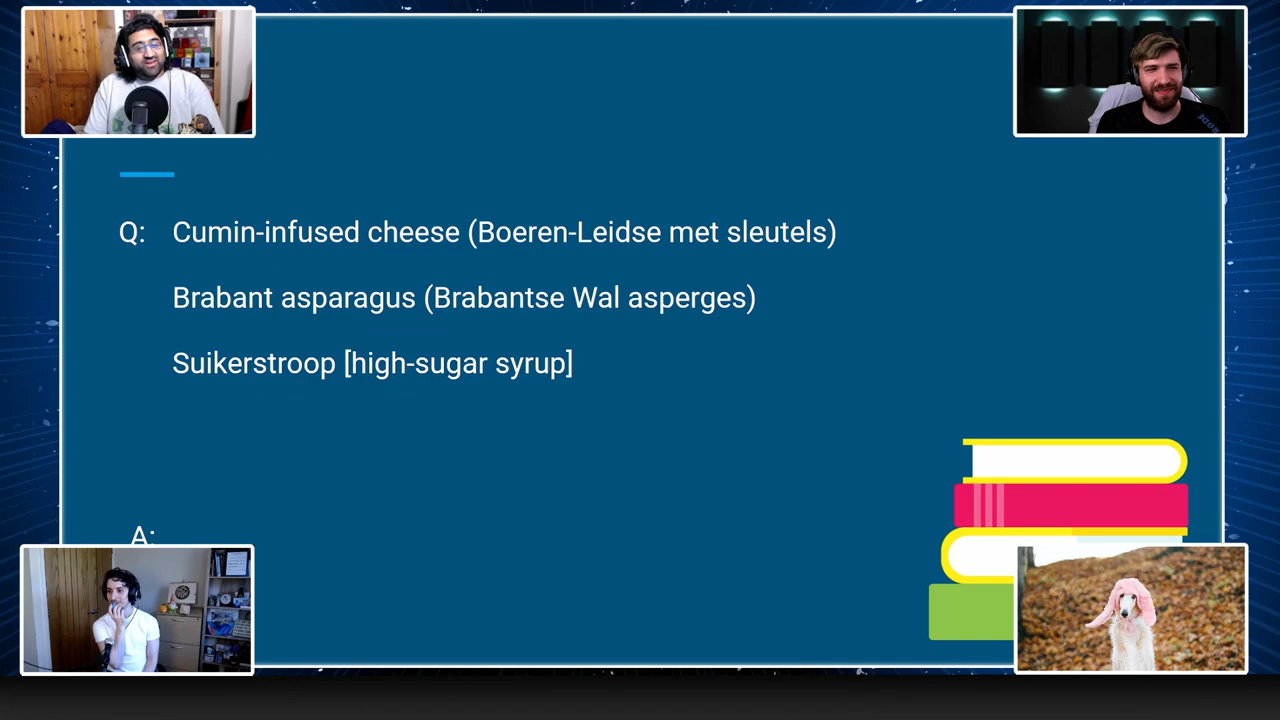 Q: Cumin-infused cheese (Boeren-Leidse met sleutels)
Brabant asparagus (Brabantse Wal asperges)
Suikerstroop [high-sugar syrup]
A: